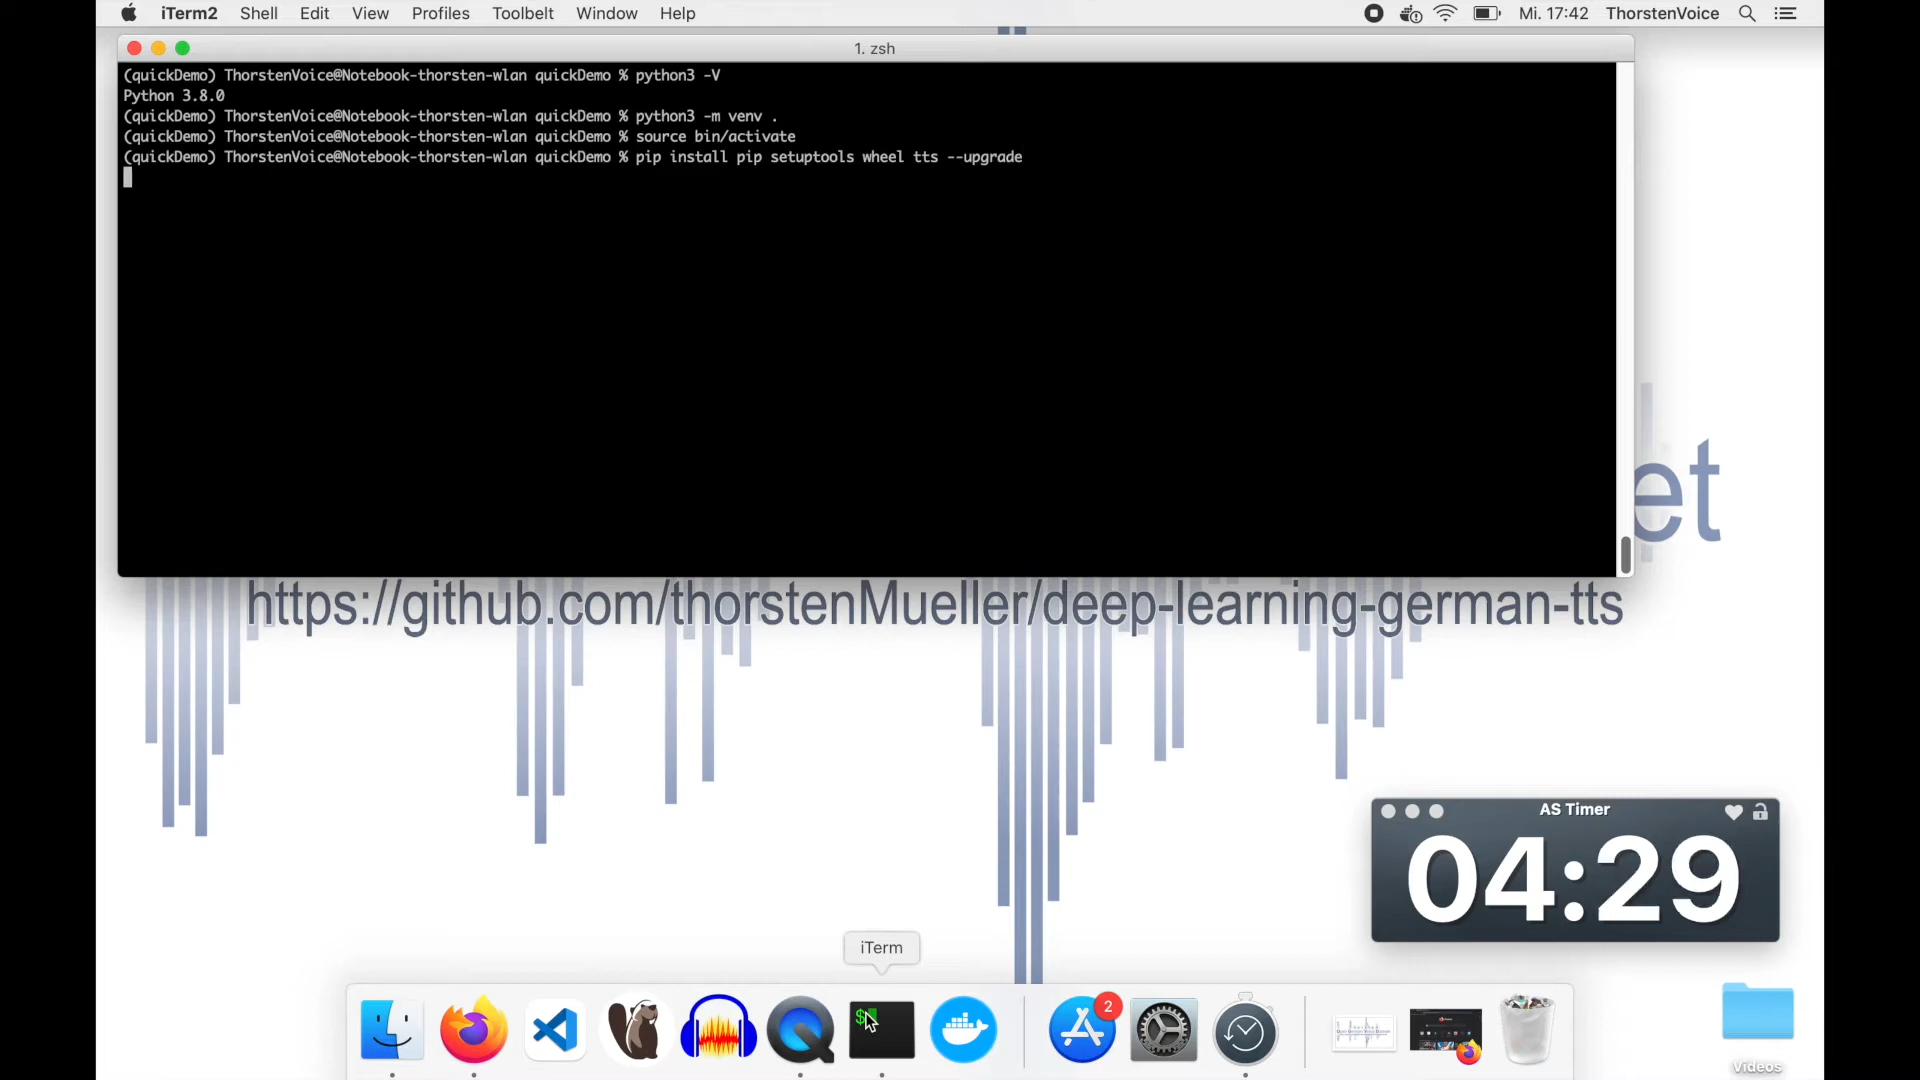 iTerm2 Shell Edit View Profiles Toolbelt Window Help Mi. 17:42 ThorstenVoice
1. zsh
(quickDemo) ThorstenVoice@Notebook-thorsten-wlan quickDemo % python3 -V
Python 3.8.0
(quickDemo) ThorstenVoice@Notebook-thorsten-wlan quickDemo % python3 -m venv .
(quickDemo) ThorstenVoice@Notebook-thorsten-wlan quickDemo % source bin/activate
(quickDemo) ThorstenVoice@Notebook-thorsten-wlan quickDemo % pip install pip setuptools wheel tts --upgrade
et
https://github.com/thorstenMueller/deep-learning-german-tts
AS Timer
04:29
iTerm
2
$
Videos